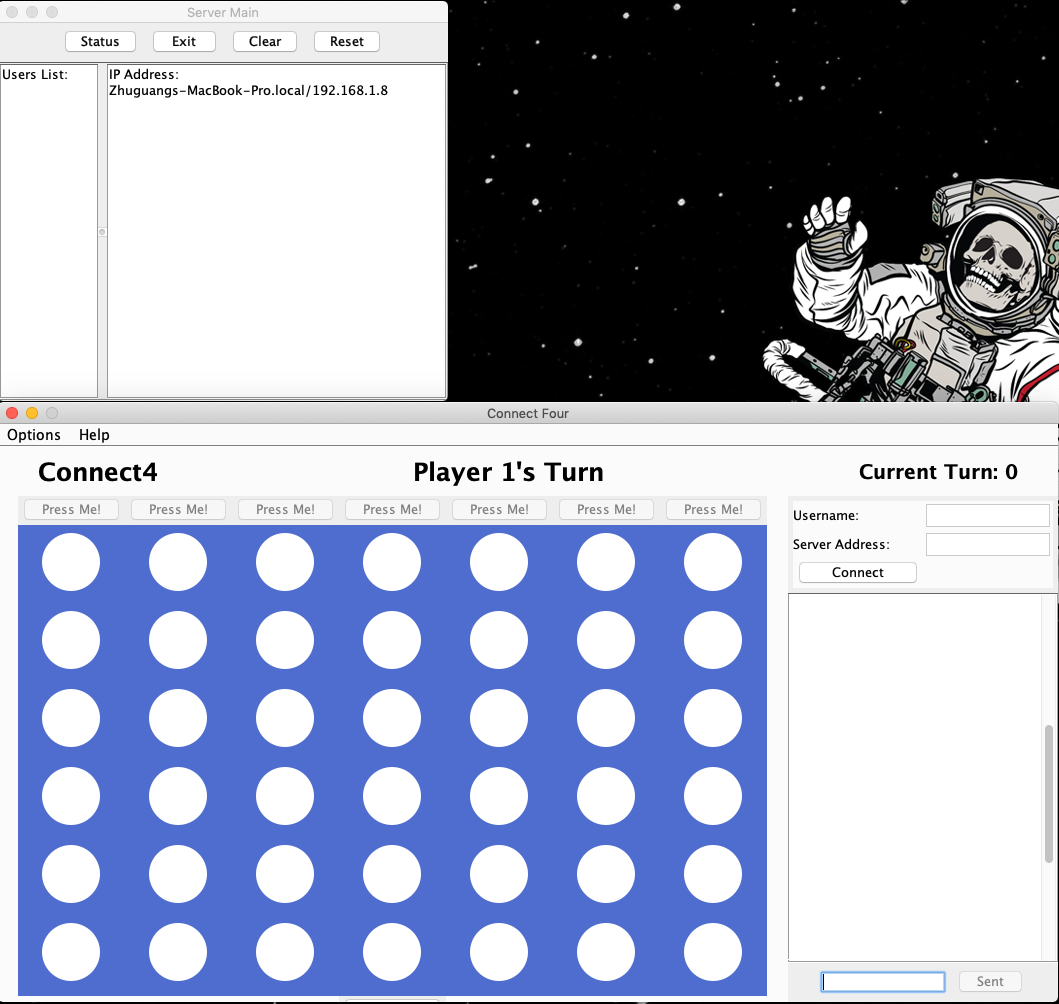 Server Main
Status Exit Clear Reset
Users List:
IP Address:
Zhuguangs-MacBook-Pro.local/192.168.1.8
Connect Four
Options Help
Connect4 Player 1's Turn Current Turn: 0
Press Me! Press Me! Press Me! Press Me! Press Me! Press Me! Press Me!
Username:
Server Address:
Connect
Sent